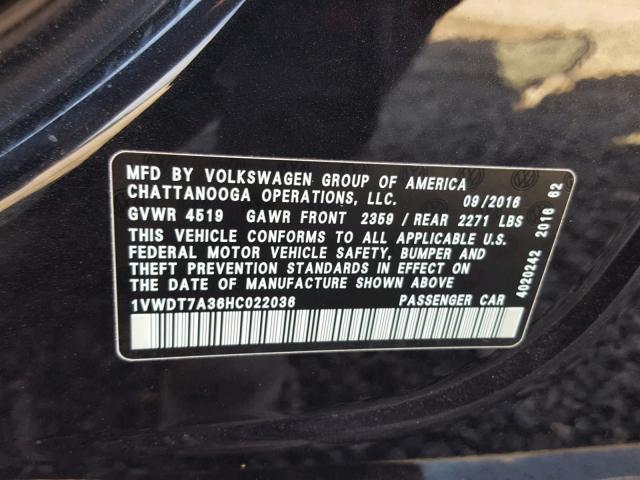 MFD BY VOLKSWAGEN GROUP OF AMERICA
CHATTANOOGA OPERATIONS, LLC. 09/2016
GVWR 4519 GAWR FRONT 2359 / REAR 2271 LBS
THIS VEHICLE CONFORMS TO ALL APPLICABLE U.S.
FEDERAL MOTOR VEHICLE SAFETY, BUMPER AND
THEFT PREVENTION STANDARDS IN EFFECT ON
THE DATE OF MANUFACTURE SHOWN ABOVE.
1VWDT7A36HC022036 PASSENGER CAR
4020242 2016 62